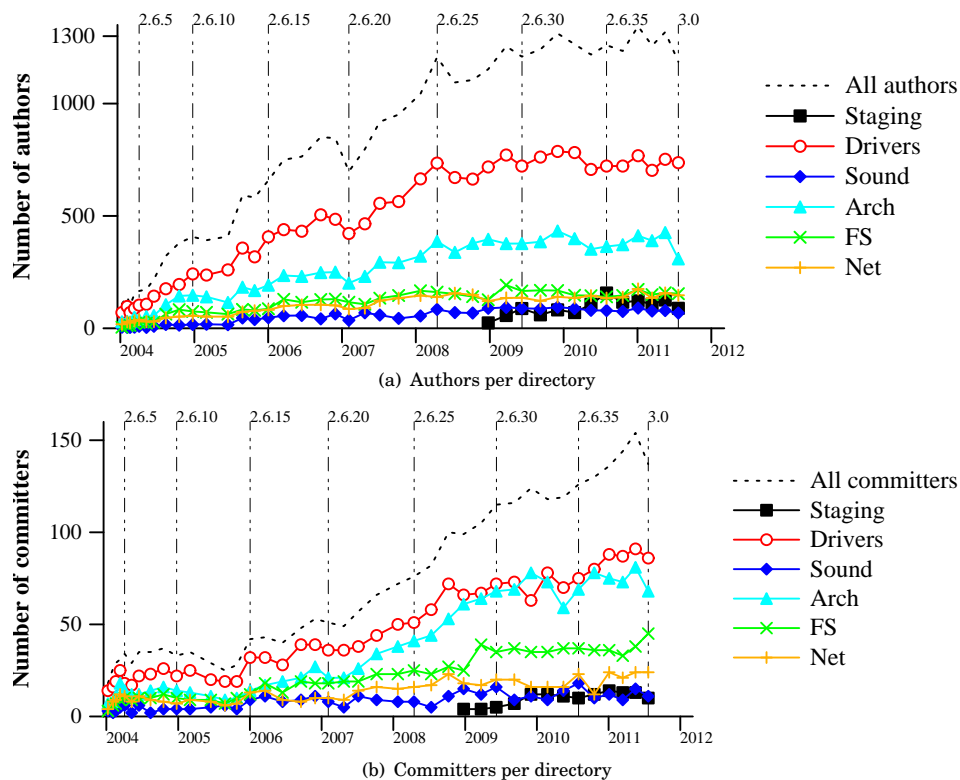 2.6.5 2.6.10 2.6.15 2.6.20 2.6.25 2.6.30 2.6.35 3.0
Number of authors
1300
1000
500
0
2004 2005 2006 2007 2008 2009 2010 2011 2012
All authors
Staging
Drivers
Sound
Arch
FS
Net
(a) Authors per directory
2.6.5 2.6.10 2.6.15 2.6.20 2.6.25 2.6.30 2.6.35 3.0
Number of committers
150
100
50
0
2004 2005 2006 2007 2008 2009 2010 2011 2012
All committers
Staging
Drivers
Sound
Arch
FS
Net
(b) Committers per directory